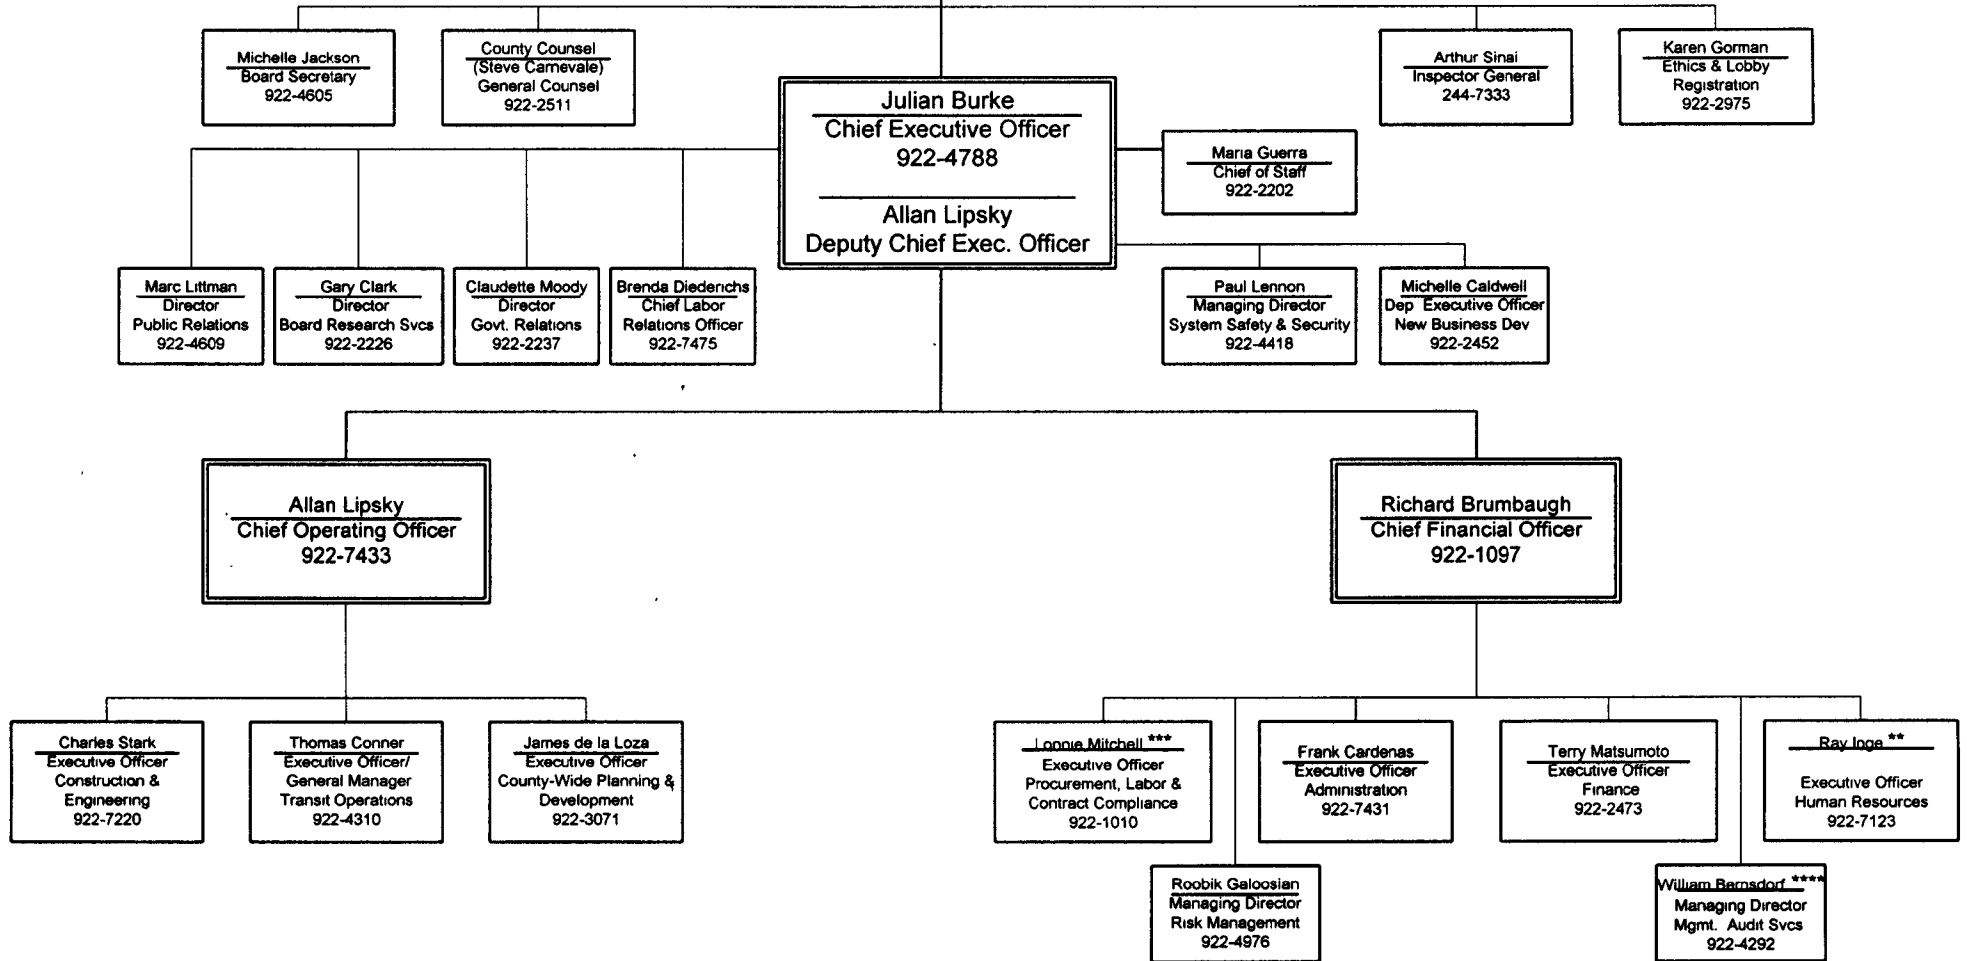 Michelle Jackson
Board Secretary
922-4605
County Counsel
(Steve Carnevale)
General Counsel
922-2511
Arthur Sinai
Inspector General
244-7333
Karen Gorman
Ethics & Lobby
Registration
922-2975
Julian Burke
Chief Executive Officer
922-4788
Allan Lipsky
Deputy Chief Exec. Officer
Maria Guerra
Chief of Staff
922-2202
Marc Littman
Director
Public Relations
922-4609
Gary Clark
Director
Board Research Svcs
922-2226
Claudette Moody
Director
Govt. Relations
922-2237
Brenda Diederichs
Chief Labor
Relations Officer
922-7475
Paul Lennon
Managing Director
System Safety & Security
922-4418
Michelle Caldwell
Dep Executive Officer
New Business Dev
922-2452
Allan Lipsky
Chief Operating Officer
922-7433
Richard Brumbaugh
Chief Financial Officer
922-1097
Charles Stark
Executive Officer
Construction &
Engineering
922-7220
Thomas Conner
Executive Officer/
General Manager
Transit Operations
922-4310
James de la Loza
Executive Officer
County-Wide Planning &
Development
922-3071
Lonnie Mitchell ***
Executive Officer
Procurement, Labor &
Contract Compliance
922-1010
Frank Cardenas
Executive Officer
Administration
922-7431
Terry Matsumoto
Executive Officer
Finance
922-2473
Ray Inge **
Executive Officer
Human Resources
922-7123
Roobik Galoosian
Managing Director
Risk Management
922-4976
William Bernsdorf ****
Managing Director
Mgmt. Audit Svcs
922-4292